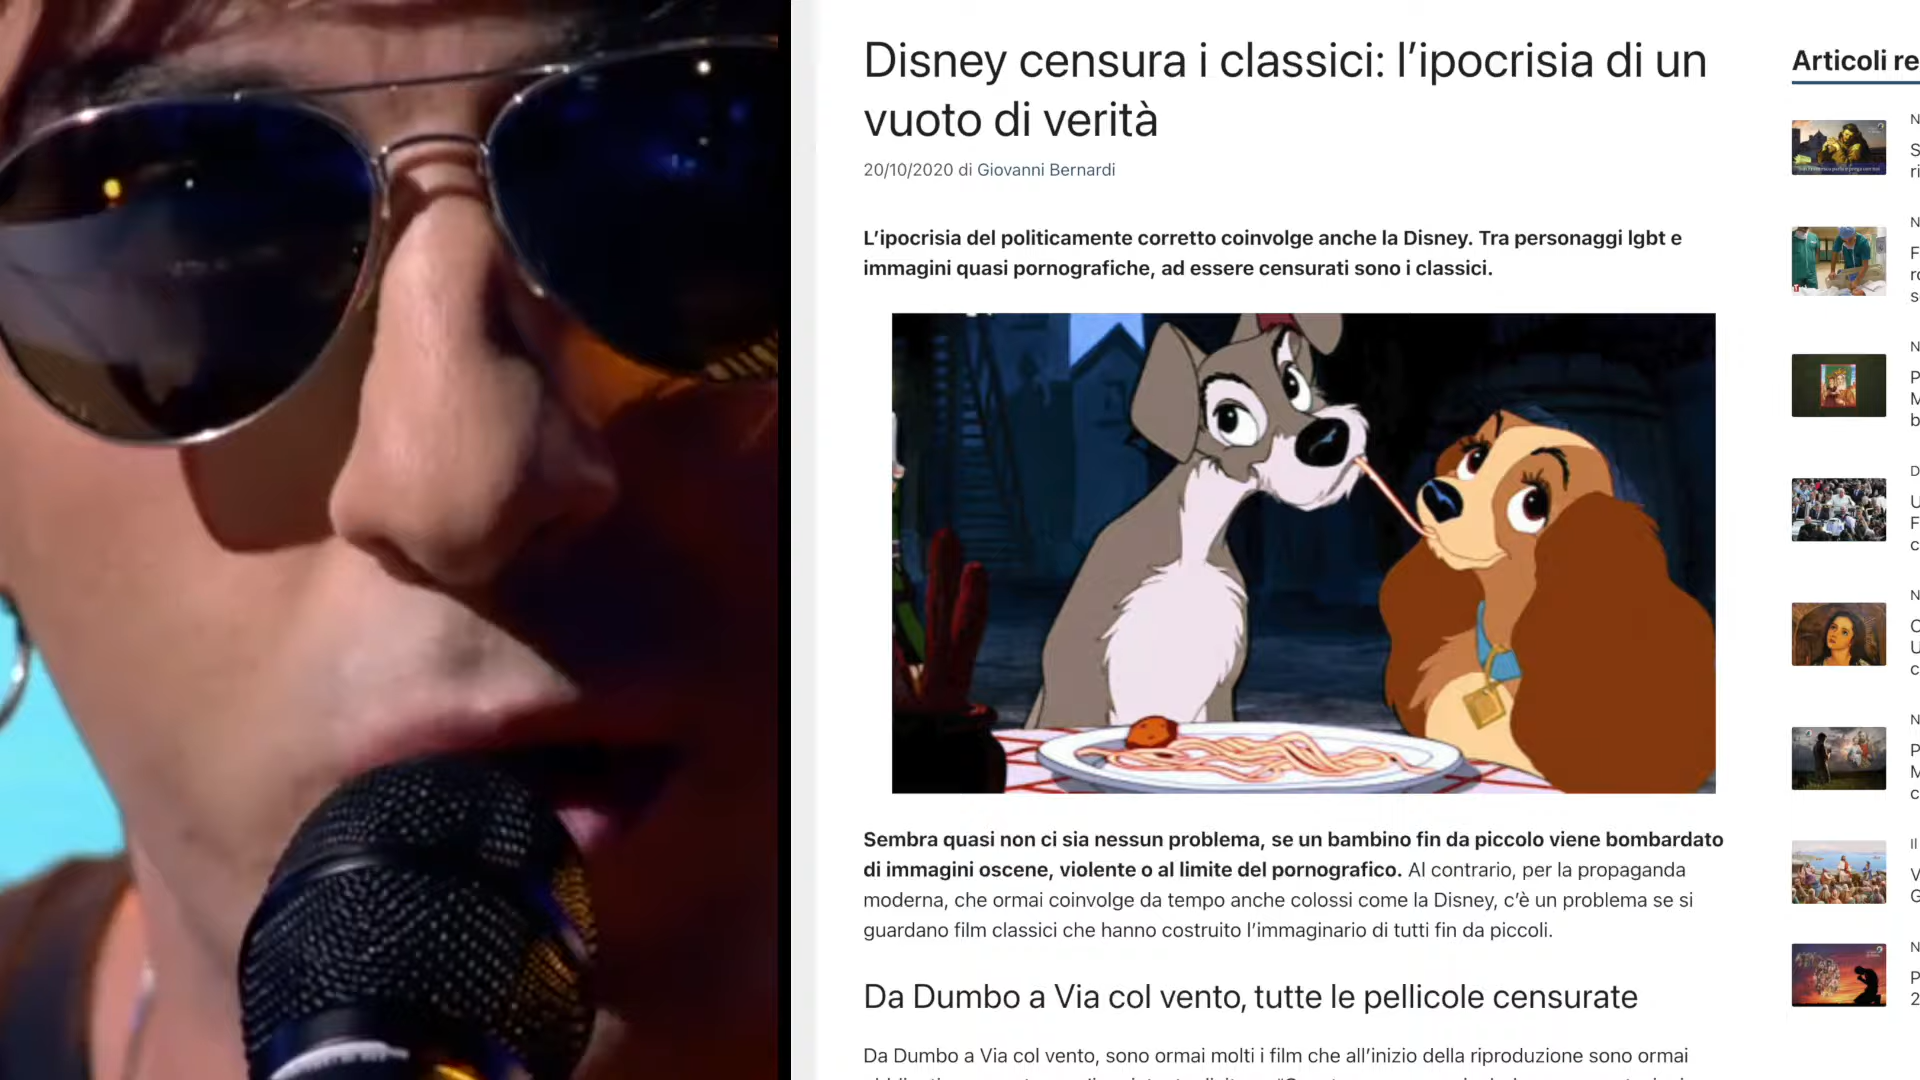 Disney censura i classici: l'ipocrisia di un
vuoto di verità
20/10/2020 di Giovanni Bernardi
L'ipocrisia del politicamente corretto coinvolge anche la Disney. Tra personaggi lgbt e
immagini quasi pornografiche, ad essere censurati sono i classici.
Sembra quasi non ci sia nessun problema, se un bambino fin da piccolo viene bombardato
di immagini oscene, violente o al limite del pornografico. Al contrario, per la propaganda
moderna, che ormai coinvolge da tempo anche colossi come la Disney, c'è un problema se si
guardano film classici che hanno costruito l'immaginario di tutti fin da piccoli.
Da Dumbo a Via col vento, tutte le pellicole censurate
Da Dumbo a Via col vento, sono ormai molti i film che all'inizio della riproduzione sono ormai
Articoli re